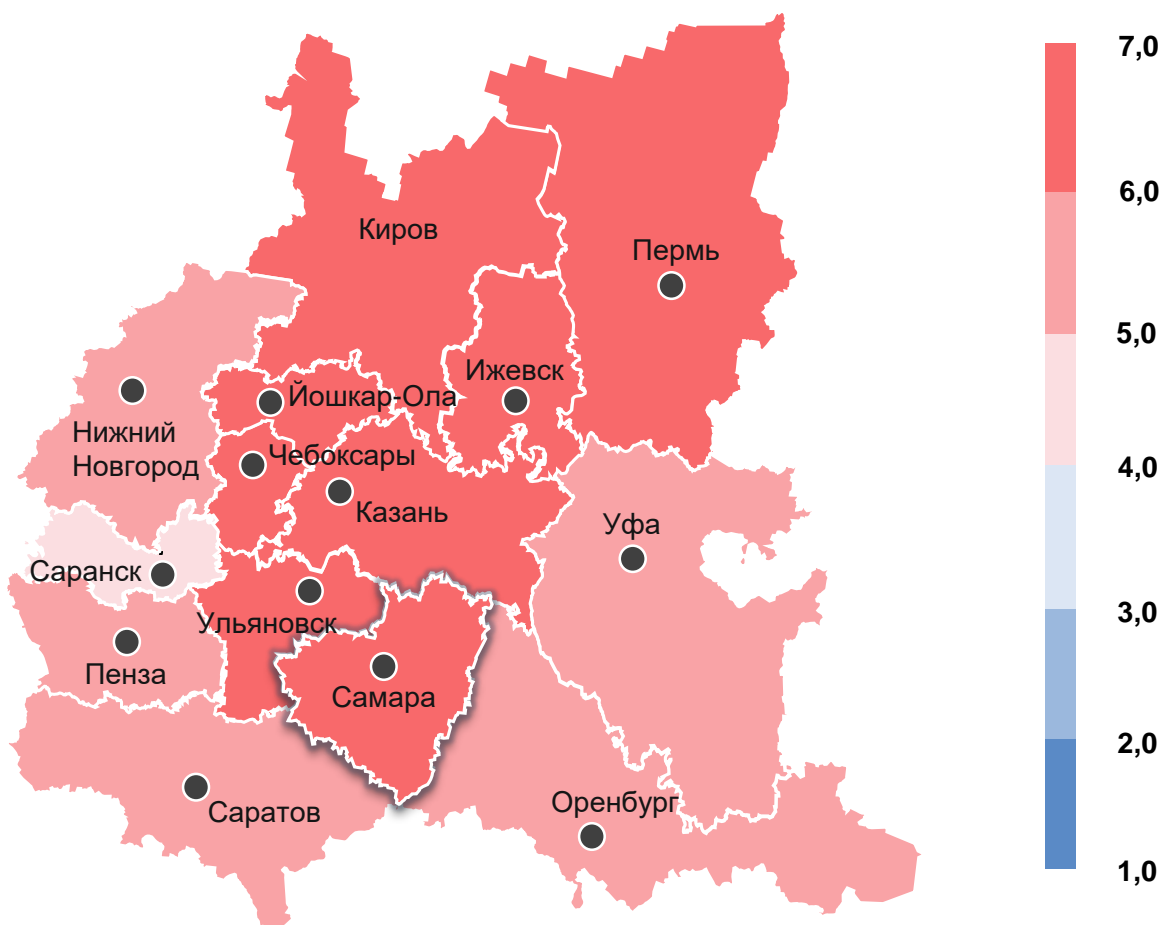 7,0
6,0
5,0
4,0
3,0
2,0
1,0
Киров
Пермь
Ижевск
Йошкар-Ола
Нижний
Новгород
Чебоксары
Казань
Уфа
Саранск
Ульяновск
Пенза
Самара
Саратов
Оренбург